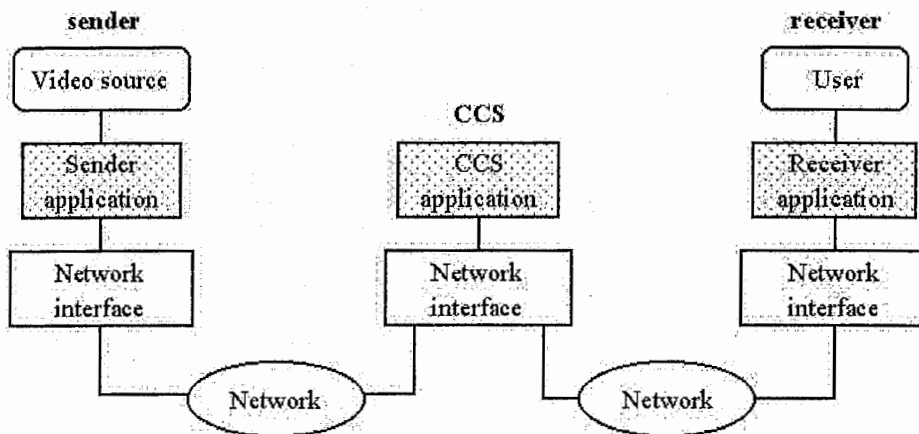 sender
Video source
Sender
application
Network
interface
Network
CCS
CCS
application
Network
interface
Network
receiver
User
Receiver
application
Network
interface